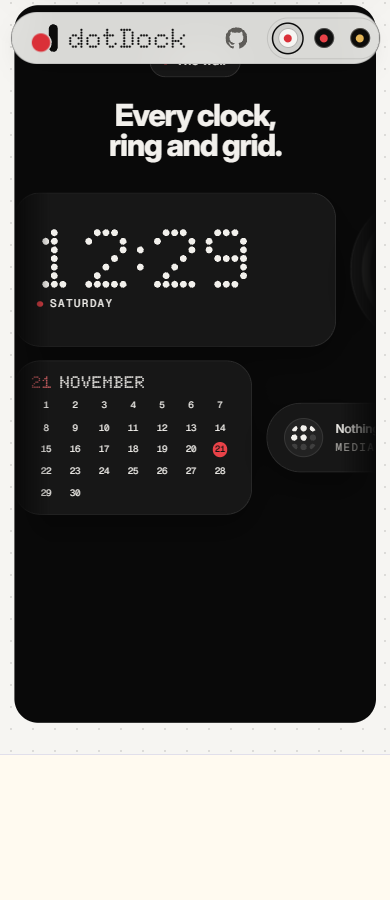 dotDock
Every clock,
ring and grid.
12:29
SATURDAY
21 NOVEMBER
1 2 3 4 5 6 7
8 9 10 11 12 13 14
15 16 17 18 19 20 21
22 23 24 25 26 27 28
29 30
Nothin
MEDIA